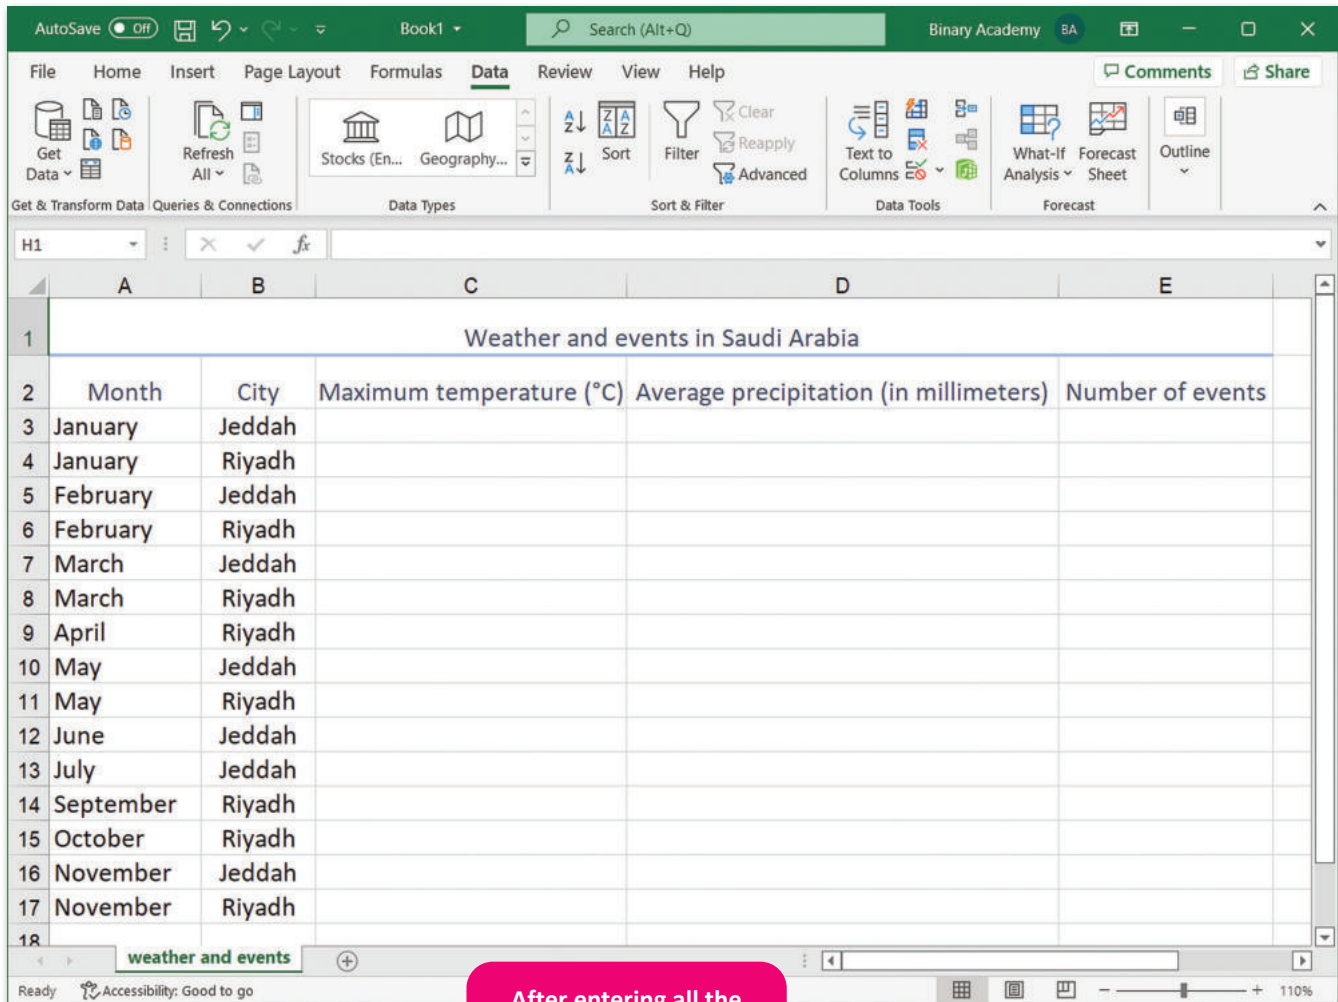 AutoSave Off Book1 Search (Alt+Q) Binary Academy BA
File Home Insert Page Layout Formulas Data Review View Help Comments Share
Get Data
Refresh All
Stocks (En... Geography...
Sort
Filter
Clear
Reapply
Advanced
Text to Columns
What-If Analysis
Forecast Sheet
Outline
Get & Transform Data Queries & Connections Data Types Sort & Filter Data Tools Forecast
H1 fx
A B C D E
1 Weather and events in Saudi Arabia
2 Month City Maximum temperature (°C) Average precipitation (in millimeters) Number of events
3 January Jeddah
4 January Riyadh
5 February Jeddah
6 February Riyadh
7 March Jeddah
8 March Riyadh
9 April Riyadh
10 May Jeddah
11 May Riyadh
12 June Jeddah
13 July Jeddah
14 September Riyadh
15 October Riyadh
16 November Jeddah
17 November Riyadh
18
weather and events
After entering all the
Ready Accessibility: Good to go 110%